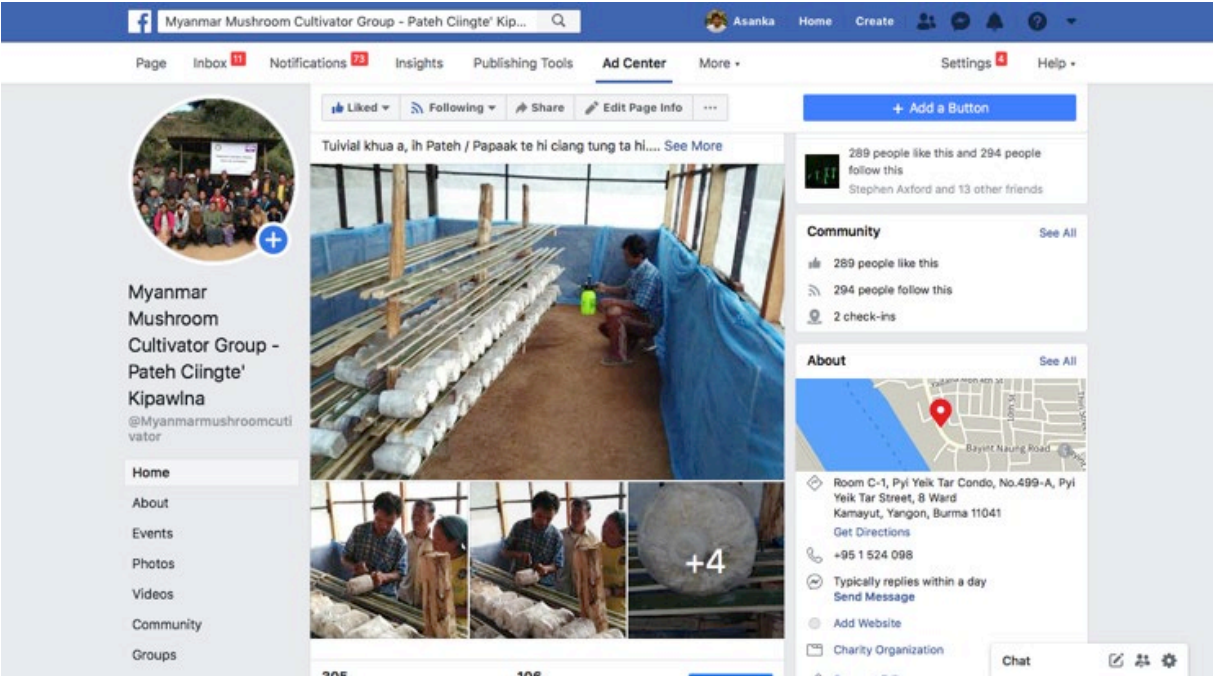 Myanmar Mushroom Cultivator Group - Pateh Ciingte' Kip...
Asanka Home Create
Page Inbox 11 Notifications 73 Insights Publishing Tools Ad Center More Settings 4 Help
Liked Following Share Edit Page Info ...
+ Add a Button
Myanmar
Mushroom
Cultivator Group -
Pateh Ciingte'
Kipawlna
@Myanmarmushroomcuti
vator
Home
About
Events
Photos
Videos
Community
Groups
Tuivial khua a, ih Pateh / Papaak te hi ciang tung ta hi.... See More
+4
305 106
289 people like this and 294 people
follow this
Stephen Axford and 13 other friends
Community See All
289 people like this
294 people follow this
2 check-ins
About See All
Bayint Naung Road
Room C-1, Pyi Yeik Tar Condo, No.499-A, Pyi
Yeik Tar Street, 8 Ward
Kamayut, Yangon, Burma 11041
Get Directions
+95 1 524 098
Typically replies within a day
Send Message
Add Website
Charity Organization
Chat